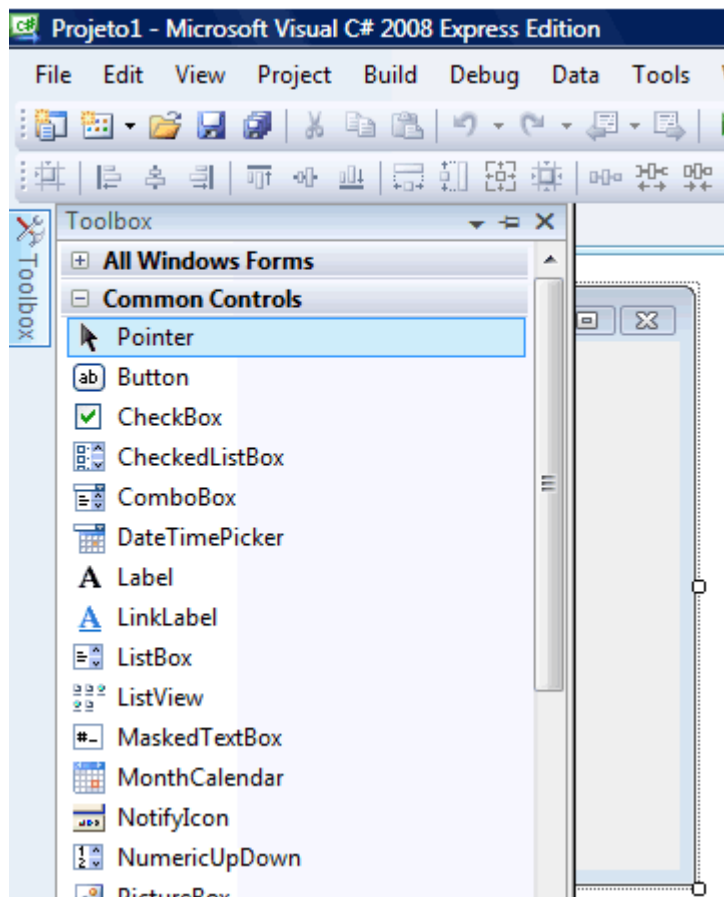 Projeto1 - Microsoft Visual C# 2008 Express Edition
File Edit View Project Build Debug Data Tools
Toolbox
Toolbox
All Windows Forms
Common Controls
Pointer
Button
CheckBox
CheckedListBox
ComboBox
DateTimePicker
Label
LinkLabel
ListBox
ListView
MaskedTextBox
MonthCalendar
NotifyIcon
NumericUpDown
PictureBox